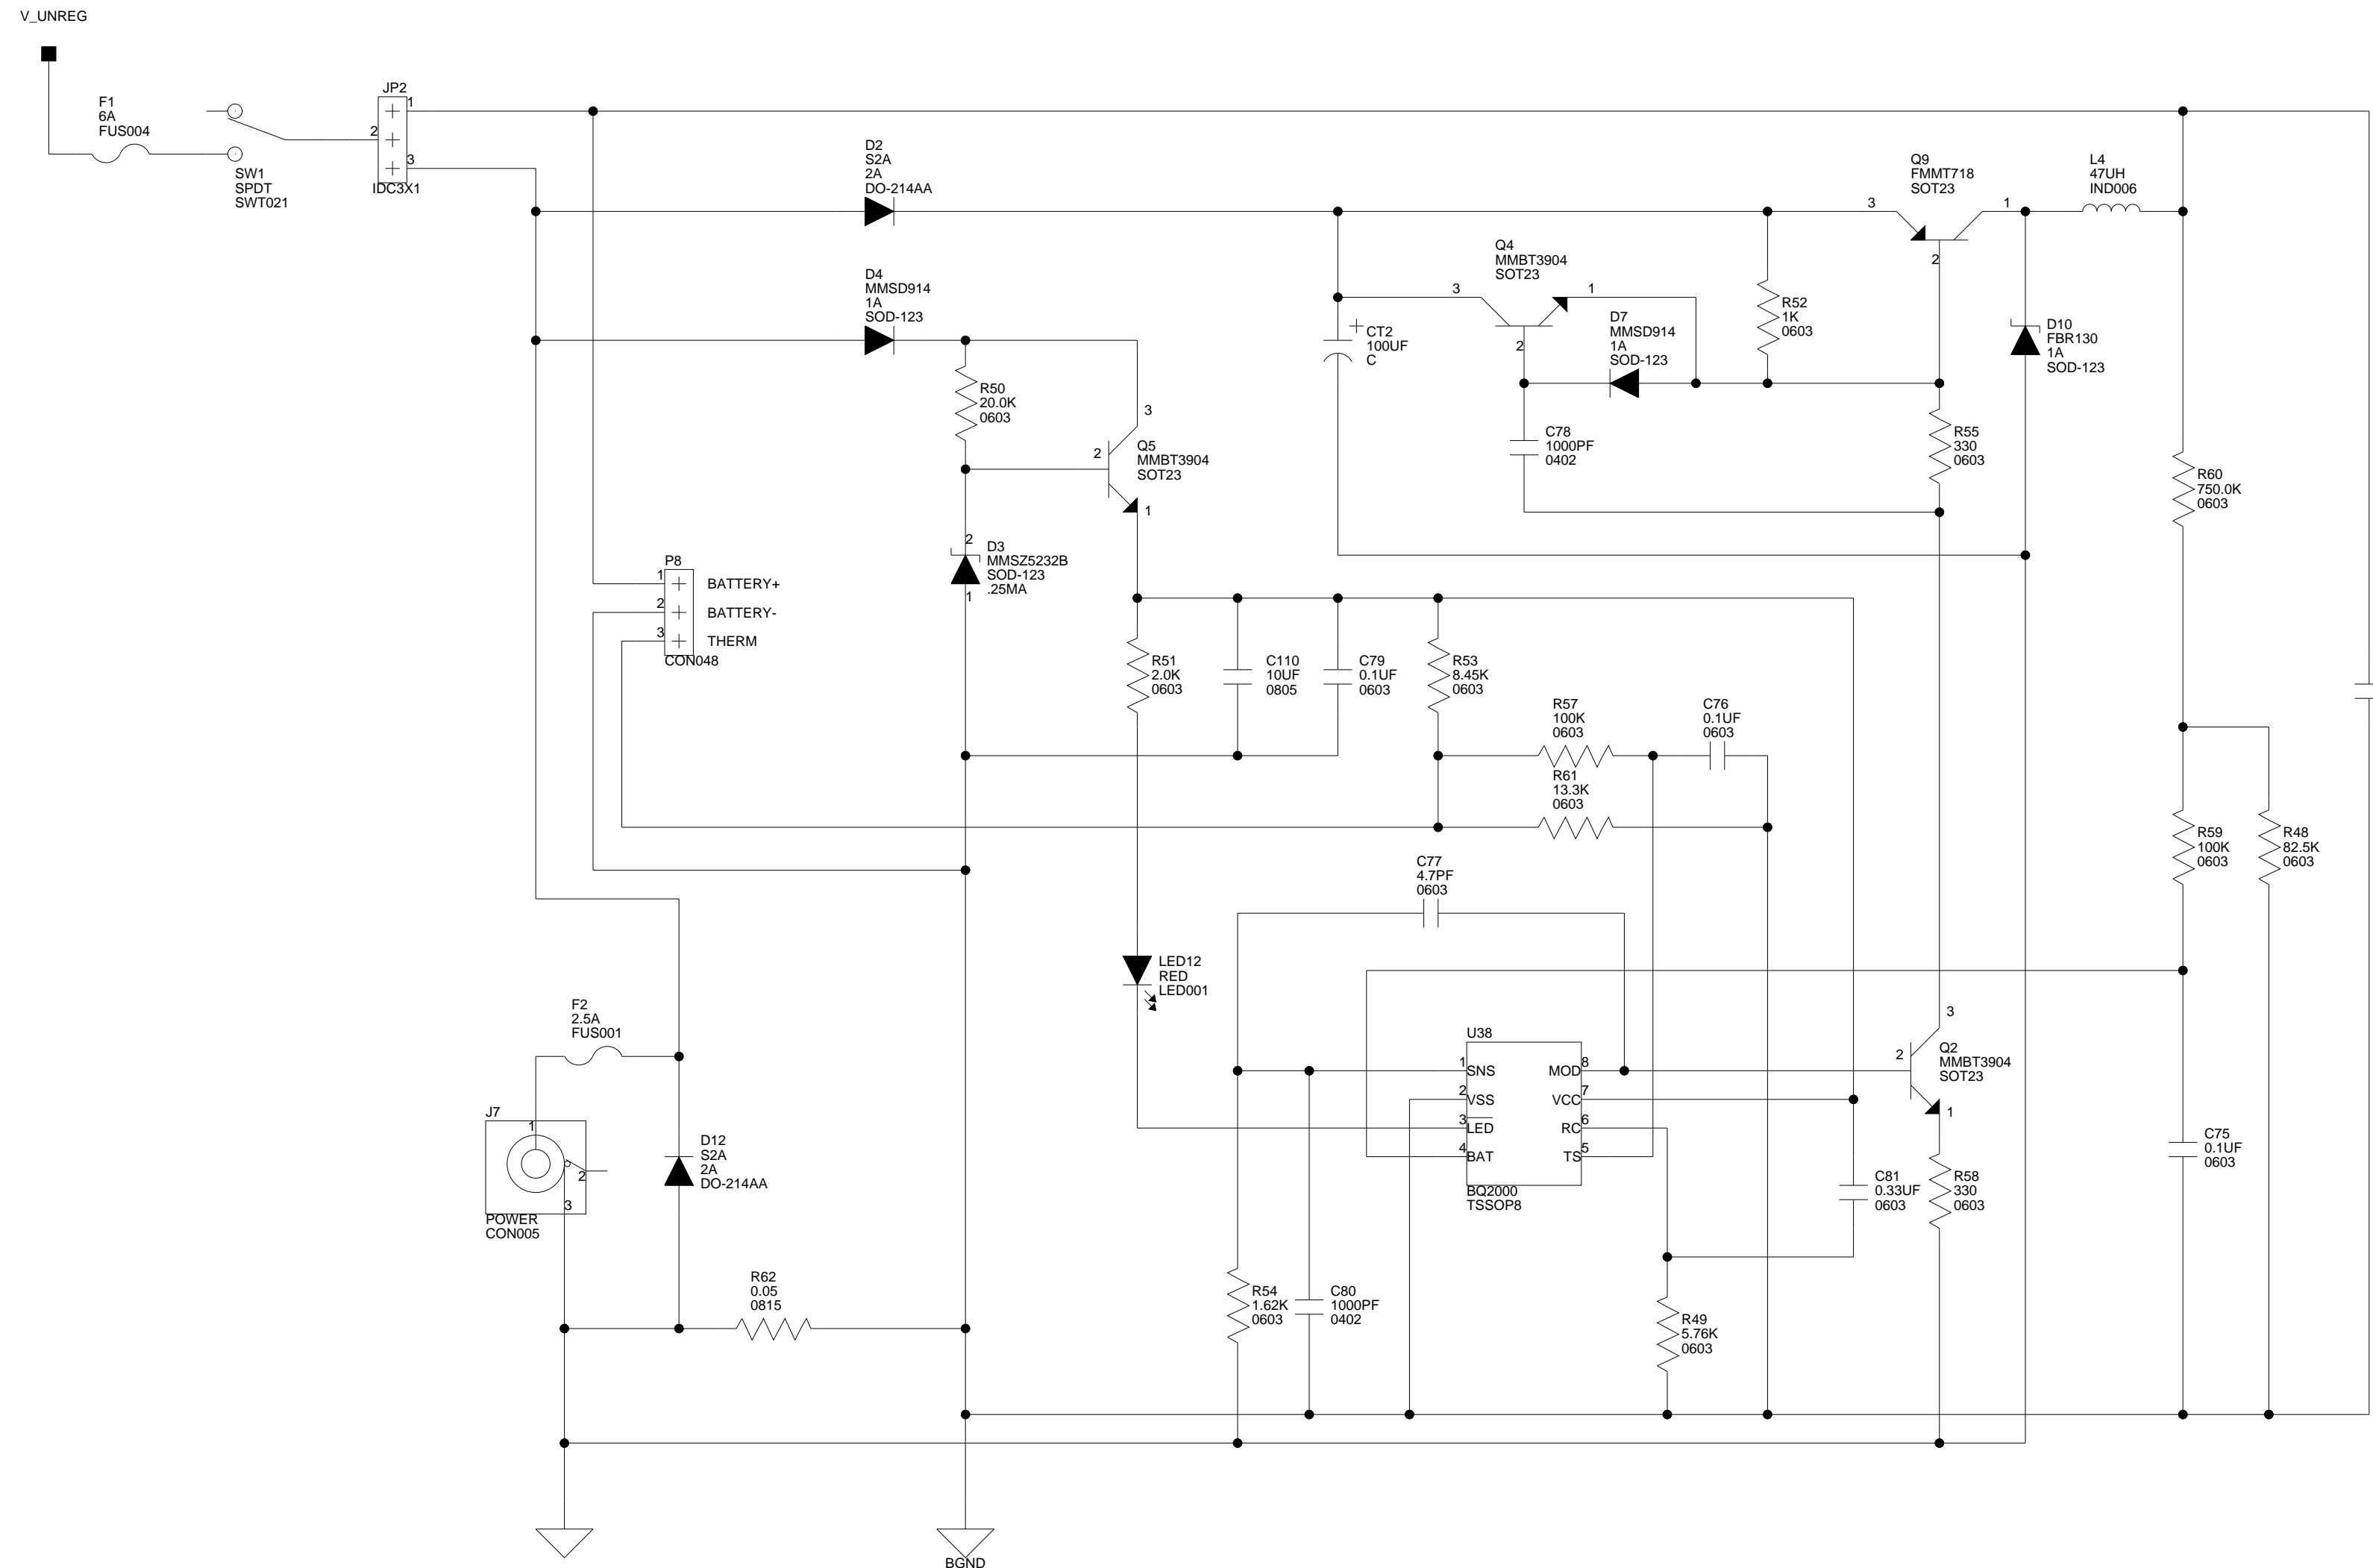 V_UNREG
F1
6A
FUS004
SW1
SPDT
SWT021
JP2
1
2
3
IDC3X1
D2
S2A
2A
DO-214AA
D4
MMSD914
1A
SOD-123
R50
20.0K
0603
3
2
Q5
MMBT3904
SOT23
1
2
D3
MMSZ5232B
SOD-123
.25MA
1
Q4
MMBT3904
SOT23
3
1
2
CT2
100UF
C
D7
MMSD914
1A
SOD-123
R52
1K
0603
C78
1000PF
0402
Q9
FMMT718
SOT23
3
1
2
L4
47UH
IND006
D10
FBR130
1A
SOD-123
R55
330
0603
R60
750.0K
0603
P8
1
BATTERY+
2
BATTERY-
3
THERM
CON048
R51
2.0K
0603
C110
10UF
0805
C79
0.1UF
0603
R53
8.45K
0603
R57
100K
0603
C76
0.1UF
0603
R61
13.3K
0603
R59
100K
0603
R48
82.5K
0603
C77
4.7PF
0603
LED12
RED
LED001
F2
2.5A
FUS001
J7
1
2
3
POWER
CON005
D12
S2A
2A
DO-214AA
U38
1
SNS
MOD
8
2
VSS
VCC
7
3
LED
RC
6
4
BAT
TS
5
BQ2000
TSSOP8
3
2
Q2
MMBT3904
SOT23
1
C81
0.33UF
0603
R58
330
0603
C75
0.1UF
0603
R62
0.05
0815
R54
1.62K
0603
C80
1000PF
0402
R49
5.76K
0603
BGND